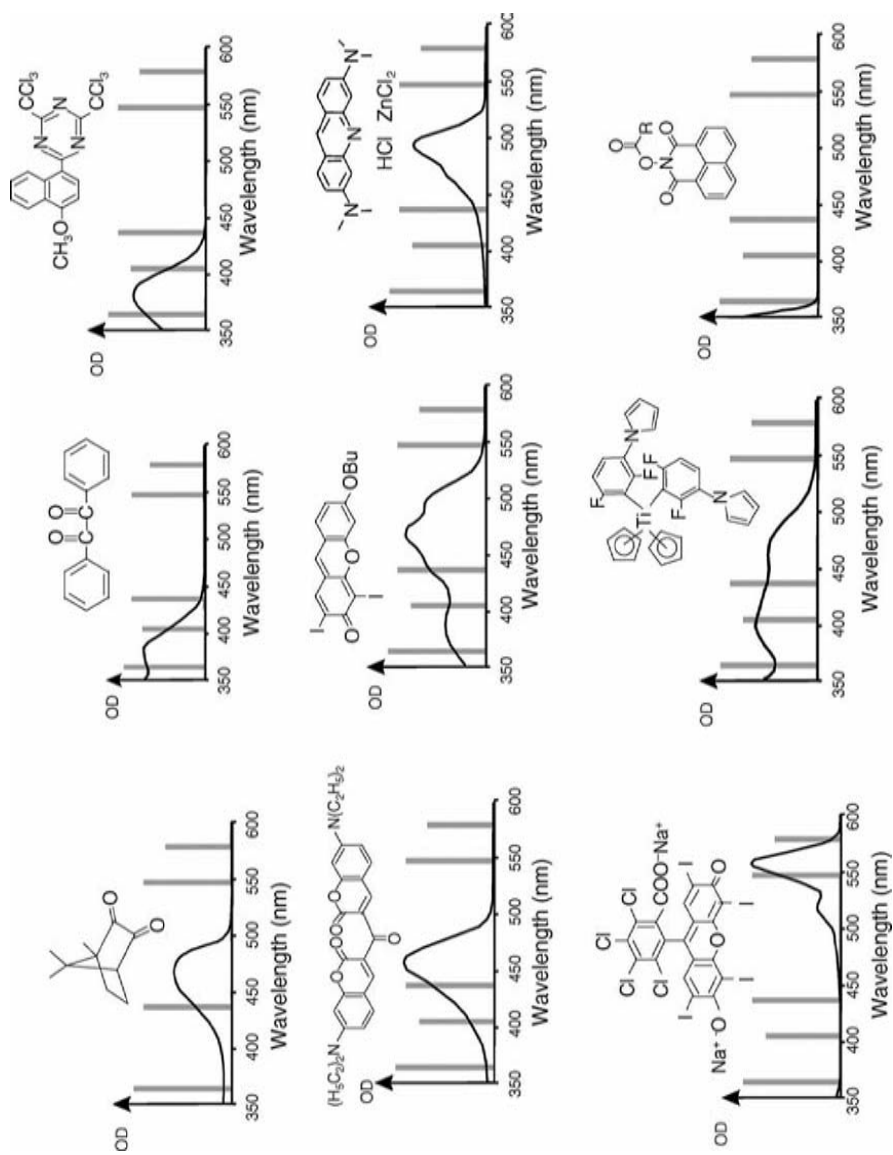 O
O
OD
350 400 450 500 550 600
Wavelength (nm)
O O
C C
OD
350 400 450 500 550 600
Wavelength (nm)
CH3O
N
N
N
CCl3
CCl3
OD
350 400 450 500 550 600
Wavelength (nm)
(H5C2)2N
O O O O
O
N(C2H5)2
OD
350 400 450 500 550 600
Wavelength (nm)
I
O
I
O
OBu
OD
350 400 450 500 550 600
Wavelength (nm)
N
N
N
HCl ZnCl2
OD
350 400 450 500 550 600
Wavelength (nm)
Cl
Cl
Cl
Cl
COO-Na+
I
I
Na+ -O
O
O
I
I
OD
350 400 450 500 550 600
Wavelength (nm)
F
N
Ti
F
F
F
N
OD
350 400 450 500 550 600
Wavelength (nm)
O
R
O
O
N
O
OD
350 400 450 500 550 600
Wavelength (nm)